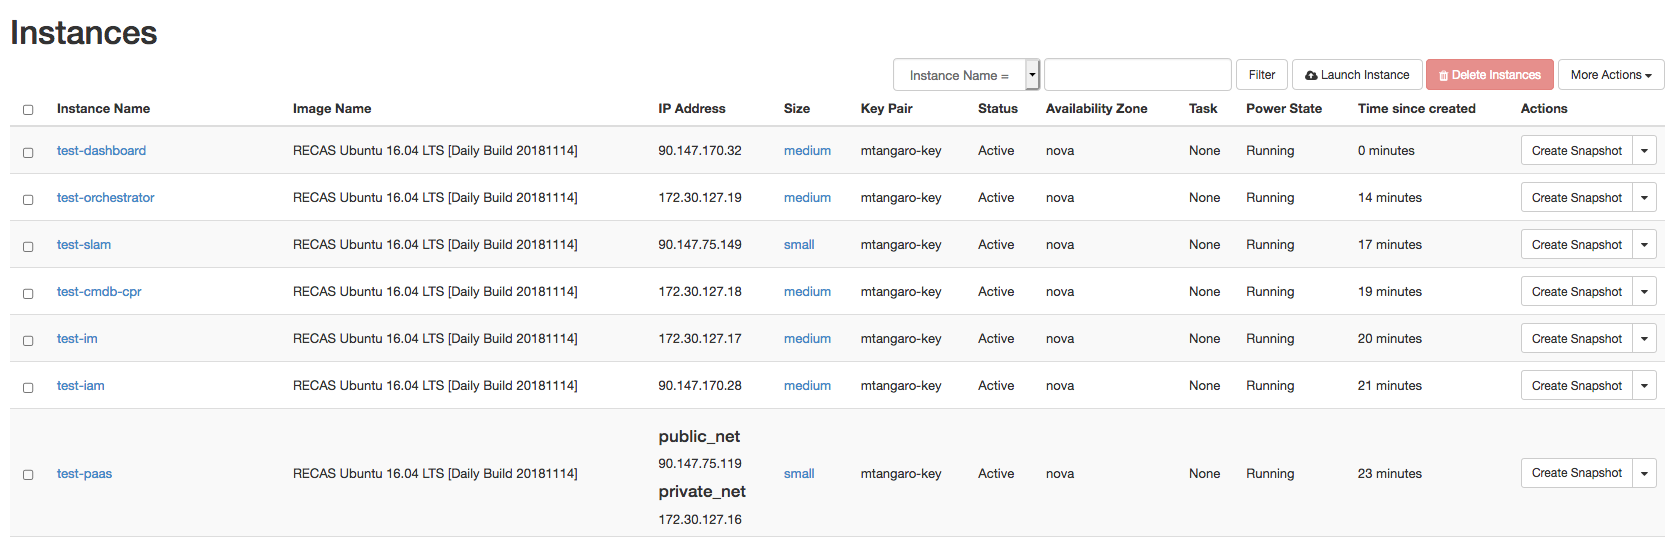 Instances
Instance Name = Filter Launch Instance Delete Instances More Actions
Instance Name Image Name IP Address Size Key Pair Status Availability Zone Task Power State Time since created Actions
test-dashboard RECAS Ubuntu 16.04 LTS [Daily Build 20181114] 90.147.170.32 medium mtangaro-key Active nova None Running 0 minutes Create Snapshot
test-orchestrator RECAS Ubuntu 16.04 LTS [Daily Build 20181114] 172.30.127.19 medium mtangaro-key Active nova None Running 14 minutes Create Snapshot
test-slam RECAS Ubuntu 16.04 LTS [Daily Build 20181114] 90.147.75.149 small mtangaro-key Active nova None Running 17 minutes Create Snapshot
test-cmdb-cpr RECAS Ubuntu 16.04 LTS [Daily Build 20181114] 172.30.127.18 medium mtangaro-key Active nova None Running 19 minutes Create Snapshot
test-im RECAS Ubuntu 16.04 LTS [Daily Build 20181114] 172.30.127.17 medium mtangaro-key Active nova None Running 20 minutes Create Snapshot
test-iam RECAS Ubuntu 16.04 LTS [Daily Build 20181114] 90.147.170.28 medium mtangaro-key Active nova None Running 21 minutes Create Snapshot
public_net
90.147.75.119
test-paas RECAS Ubuntu 16.04 LTS [Daily Build 20181114] small mtangaro-key Active nova None Running 23 minutes Create Snapshot
private_net
172.30.127.16